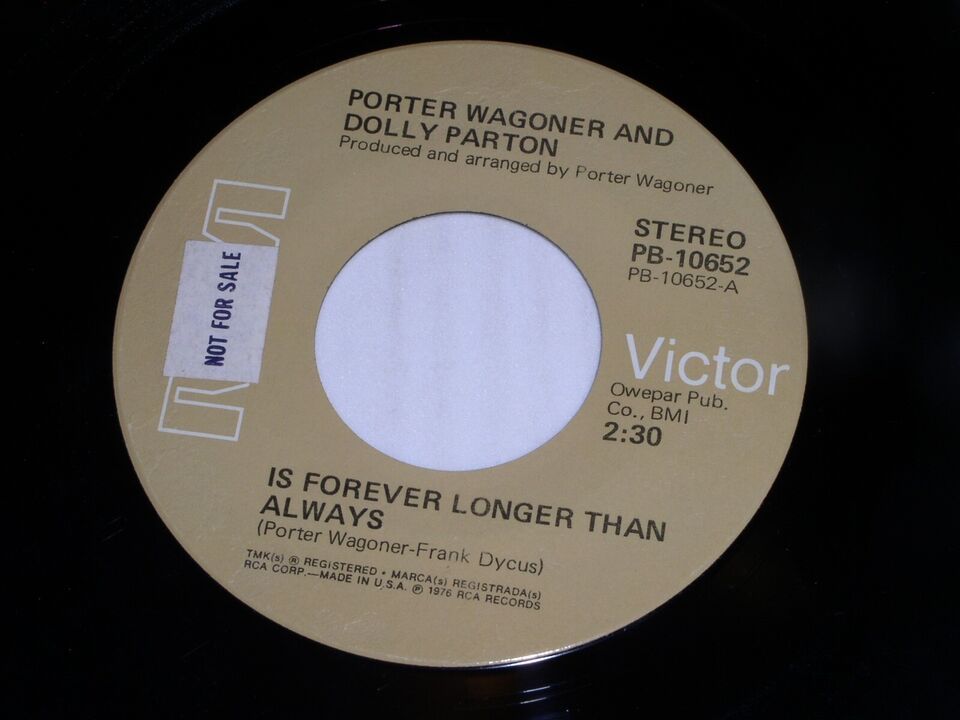 PORTER WAGONER AND
DOLLY PARTON
Produced and arranged by Porter Wagoner
STEREO
PB-10652
PB-10652-A
NOT FOR SALE
Victor
Owepar Pub.
Co., BMI
2:30
IS FOREVER LONGER THAN
ALWAYS
(Porter Wagoner-Frank Dycus)
TMK(s) ® REGISTERED • MARCA(s) REGISTRADA(s)
RCA CORP.—MADE IN U.S.A. ℗ 1976 RCA RECORDS